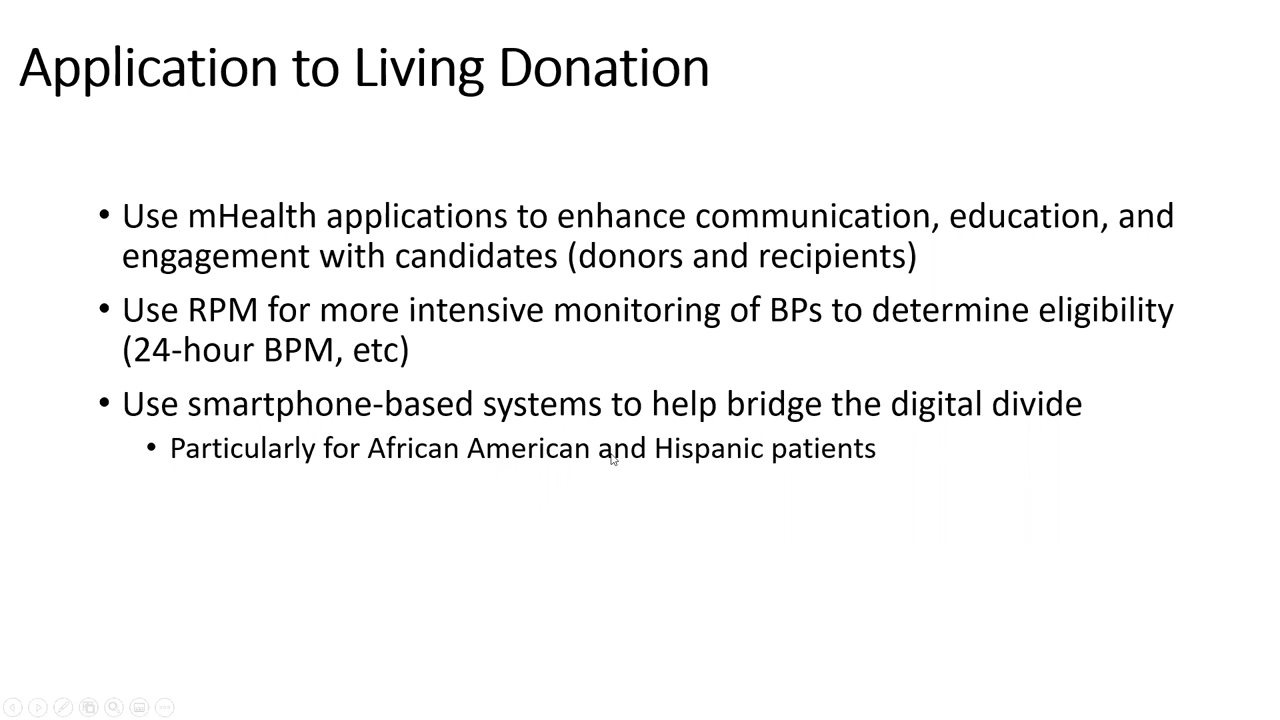 Application to Living Donation
• Use mHealth applications to enhance communication, education, and
engagement with candidates (donors and recipients)
• Use RPM for more intensive monitoring of BPs to determine eligibility
(24-hour BPM, etc)
• Use smartphone-based systems to help bridge the digital divide
• Particularly for African American and Hispanic patients